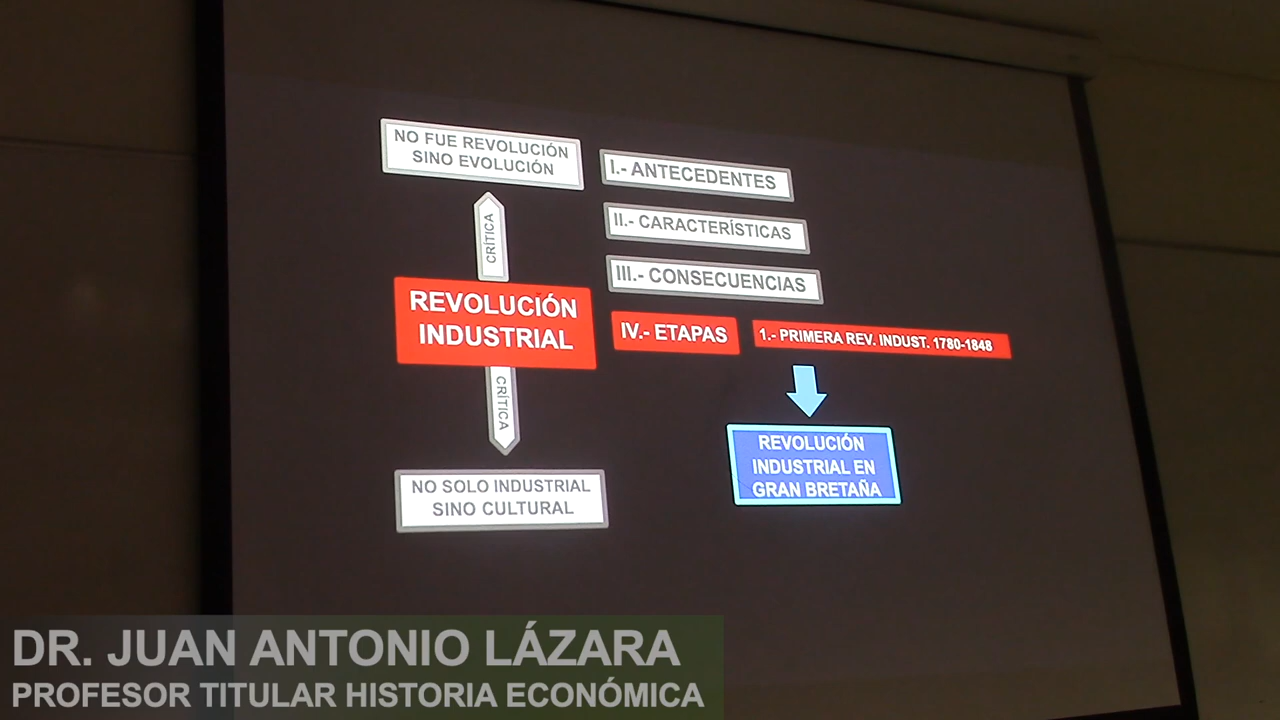 NO FUE REVOLUCIÓN
SINO EVOLUCIÓN
CRÍTICA
REVOLUCIÓN
INDUSTRIAL
CRÍTICA
NO SOLO INDUSTRIAL
SINO CULTURAL
I.- ANTECEDENTES
II.- CARACTERÍSTICAS
III.- CONSECUENCIAS
IV.- ETAPAS
1.- PRIMERA REV. INDUST. 1780-1848
REVOLUCIÓN
INDUSTRIAL EN
GRAN BRETAÑA
DR. JUAN ANTONIO LÁZARA
PROFESOR TITULAR HISTORIA ECONÓMICA